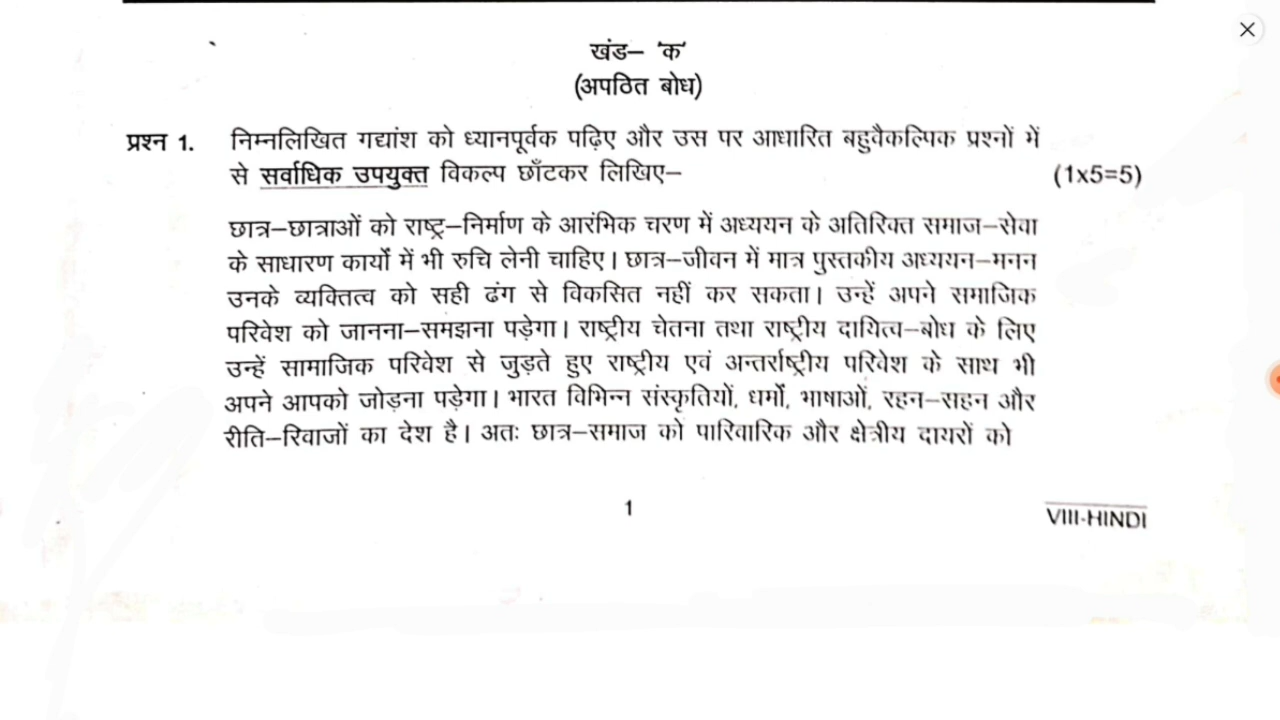 खंड– 'क'
(अपठित बोध)
प्रश्न 1. निम्नलिखित गद्यांश को ध्यानपूर्वक पढ़िए और उस पर आधारित बहुवैकल्पिक प्रश्नों में
से सर्वाधिक उपयुक्त विकल्प छाँटकर लिखिए– (1x5=5)
छात्र–छात्राओं को राष्ट्र–निर्माण के आरंभिक चरण में अध्ययन के अतिरिक्त समाज–सेवा
के साधारण कार्यों में भी रुचि लेनी चाहिए। छात्र–जीवन में मात्र पुस्तकीय अध्ययन–मनन
उनके व्यक्तित्व को सही ढंग से विकसित नहीं कर सकता। उन्हें अपने समाजिक
परिवेश को जानना–समझना पड़ेगा। राष्ट्रीय चेतना तथा राष्ट्रीय दायित्व–बोध के लिए
उन्हें सामाजिक परिवेश से जुड़ते हुए राष्ट्रीय एवं अन्तर्राष्ट्रीय परिवेश के साथ भी
अपने आपको जोड़ना पड़ेगा। भारत विभिन्न संस्कृतियों, धर्मों, भाषाओं, रहन–सहन और
रीति–रिवाजों का देश है। अतः छात्र–समाज को पारिवारिक और क्षेत्रीय दायरों को
1
VIII-HINDI